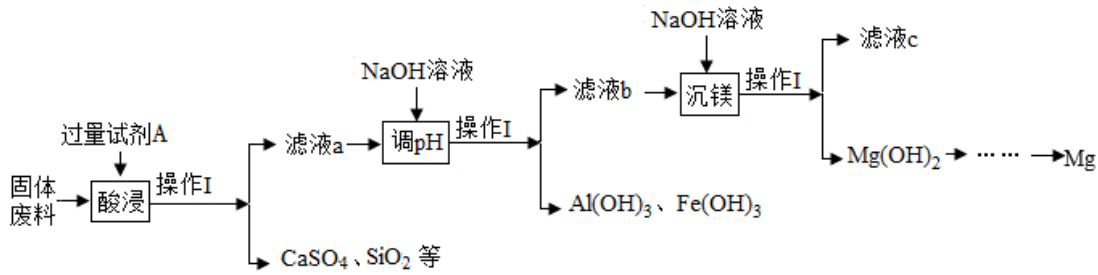 NaOH溶液
滤液c
NaOH溶液
滤液b
沉镁
操作I
过量试剂A
滤液a
调pH
操作I
Mg(OH)₂
……
Mg
固体
废料
酸浸
操作I
Al(OH)₃、Fe(OH)₃
CaSO₄、SiO₂ 等